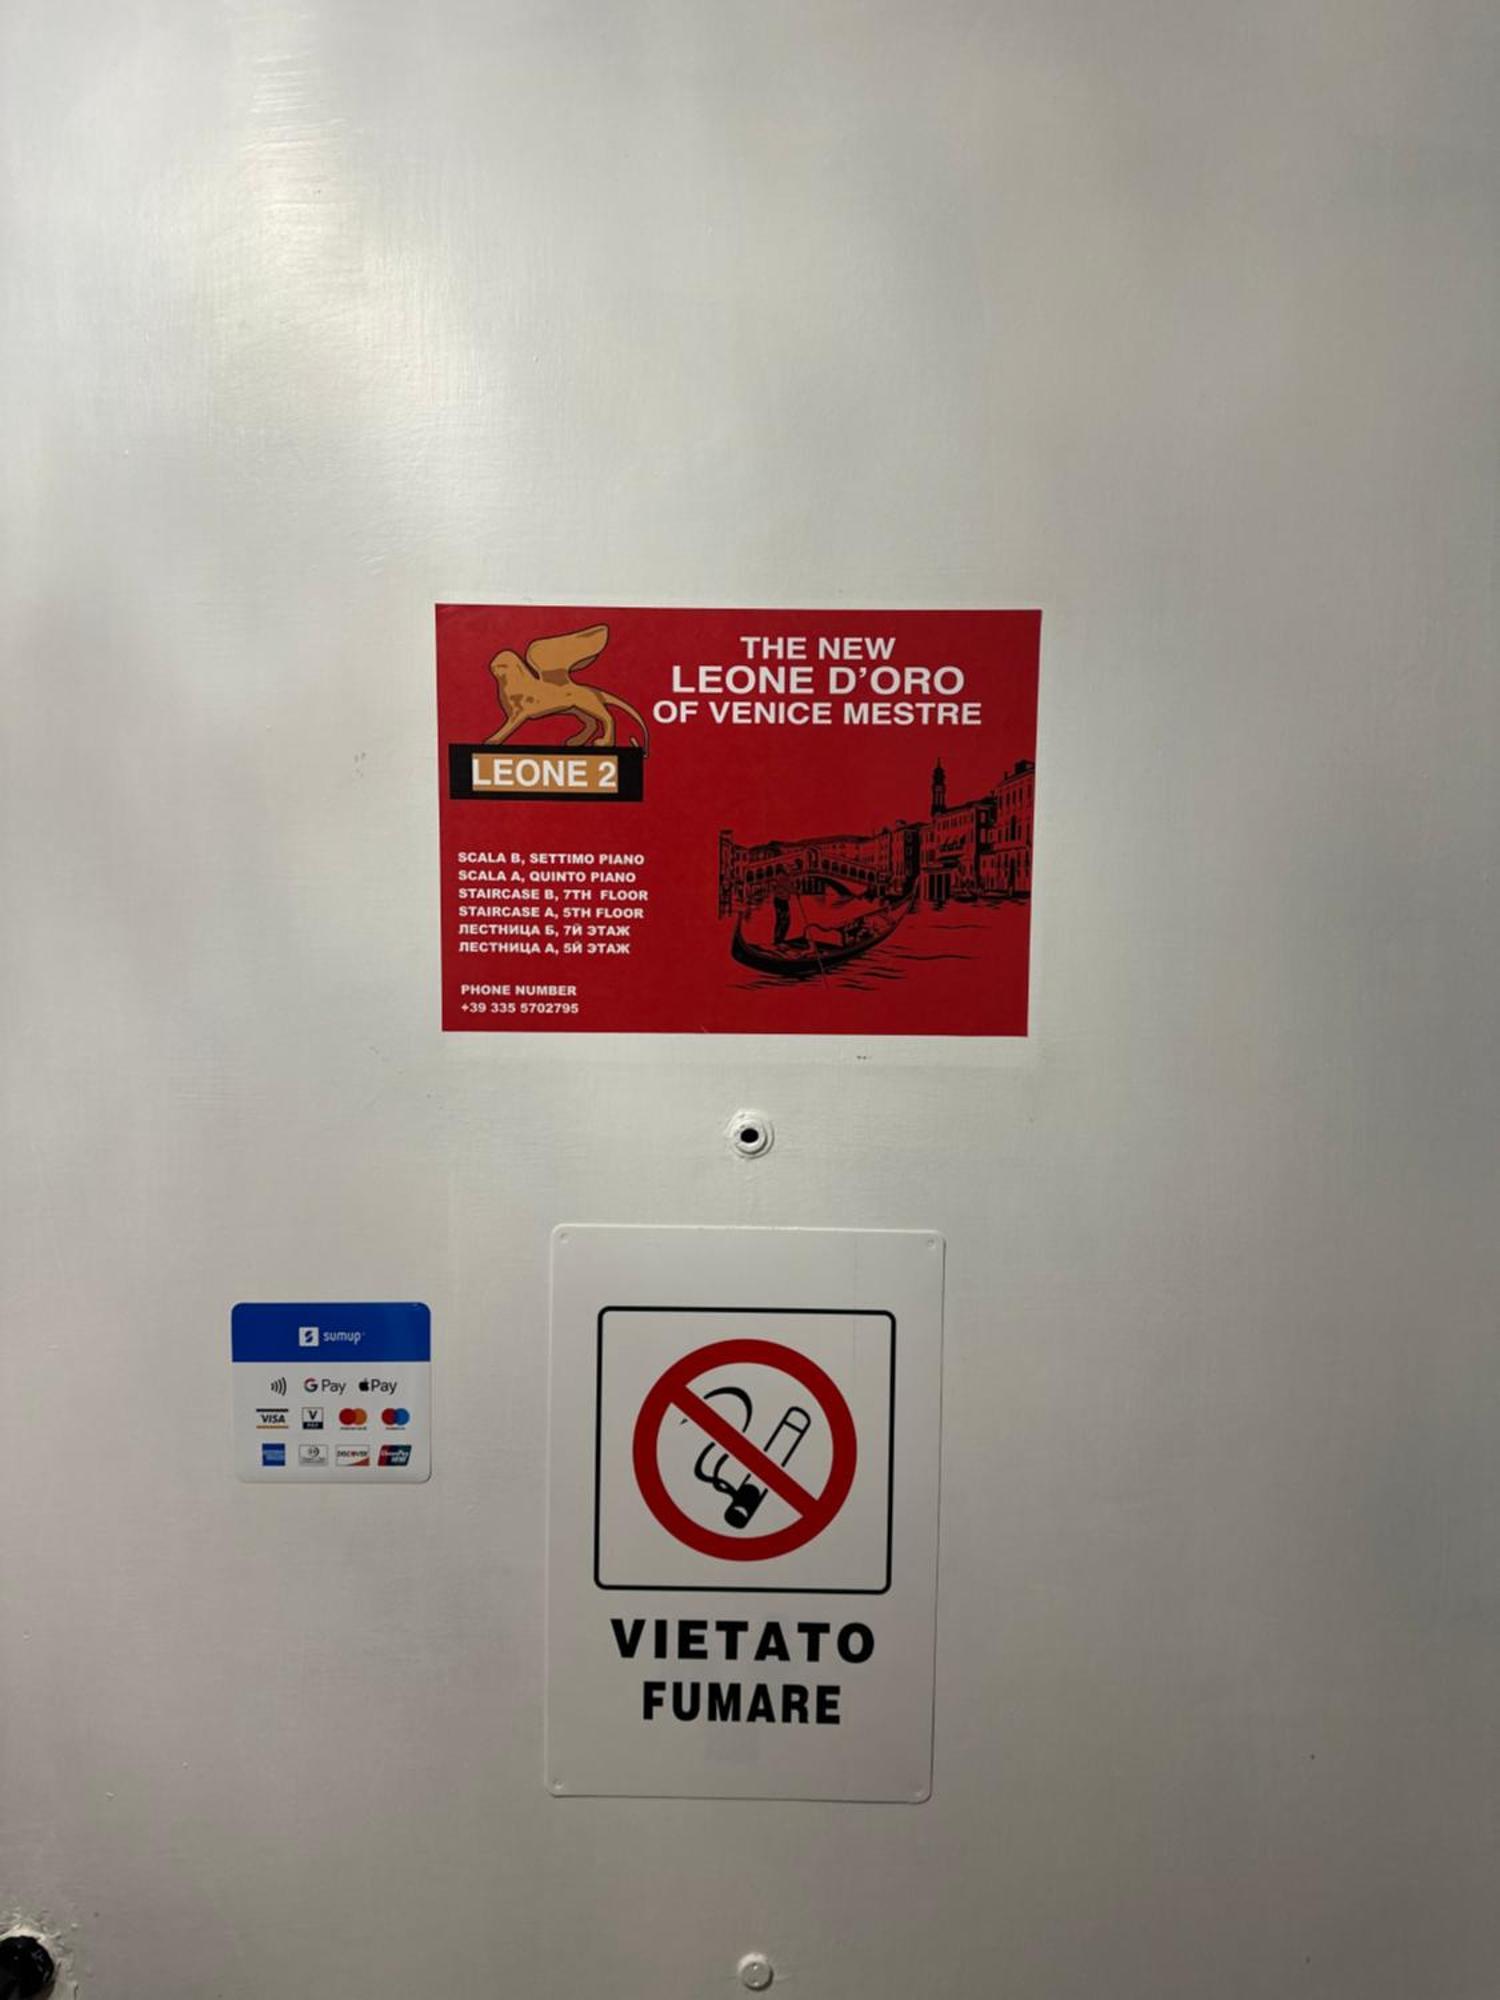 THE NEW
LEONE D'ORO
OF VENICE MESTRE
LEONE 2
SCALA B, SETTIMO PIANO
SCALA A, QUINTO PIANO
STAIRCASE B, 7TH FLOOR
STAIRCASE A, 5TH FLOOR
ЛЕСТНИЦА Б, 7Й ЭТАЖ
ЛЕСТНИЦА А, 5Й ЭТАЖ
PHONE NUMBER
+39 335 5702795
sumup
G Pay Pay
VISA V
DISCOVER
VIETATO
FUMARE